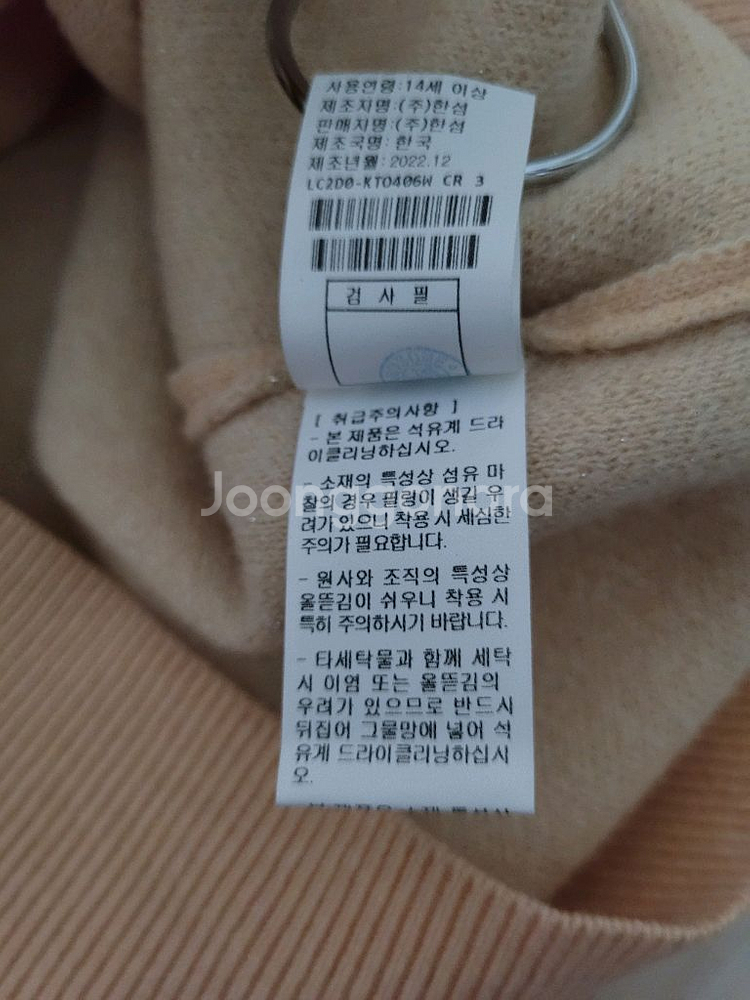 사용연령:14세 이상
제조자명:(주)한섬
판매자명:(주)한섬
제조국명: 한국
제조년월:2022.12
LC2D0-KTO406W CR 3
검 사 필
[ 취급주의사항 ]
- 본 제품은 석유계 드라
이클리닝하십시오.
- 소재의 특성상 섬유 마
찰의 경우 필링이 생길 우
려가 있으니 착용 시 세심한
주의가 필요합니다.
- 원사와 조직의 특성상
올뜯김이 쉬우니 착용 시
특히 주의하시기 바랍니다.
- 타세탁물과 함께 세탁
시 이염 또는 올뜯김의
우려가 있으므로 반드시
뒤집어 그물망에 넣어 석
유계 드라이클리닝하십시
오.
Joonggonara